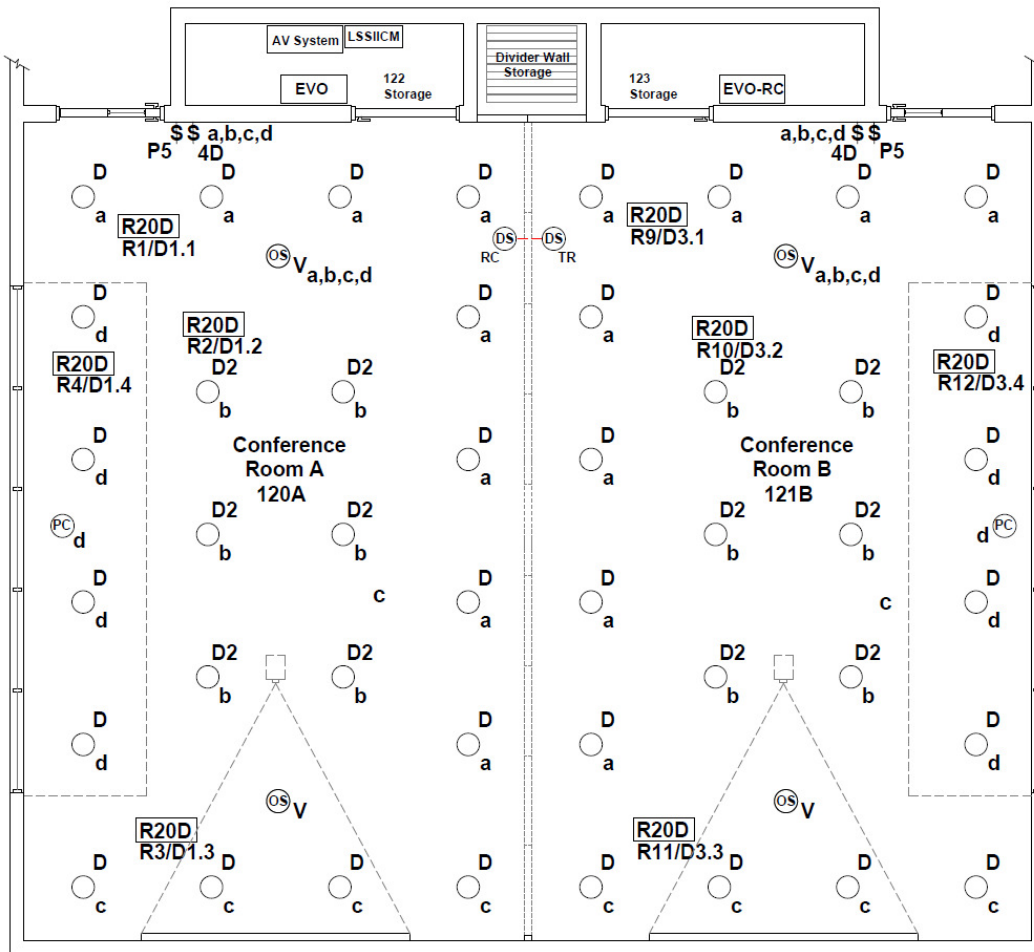 AV System LSSIICM
Divider Wall
Storage
EVO
122
Storage
123
Storage
EVO-RC
$ $ a,b,c,d
P5 4D
a,b,c,d $ $
4D P5
D D D D D D D D
a a a a a a a a
R20D
R1/D1.1
R20D
R9/D3.1
DS DS
RC TR
OS V
a,b,c,d
OS V
a,b,c,d
D D D D
d a a d
R20D
R2/D1.2
R20D
R10/D3.2
R20D
R4/D1.4
R20D
R12/D3.4
D2 D2 D2 D2
b b b b
Conference
Room A
120A
Conference
Room B
121B
D D D D
d a a d
D2 D2 D2 D2
b b b b
PC d
d PC
c c
D D D D
d a a d
D2 D2 D2 D2
b b b b
D D D D
d a a d
OS V
OS V
R20D
R3/D1.3
R20D
R11/D3.3
D D D D D D D D
c c c c c c c c